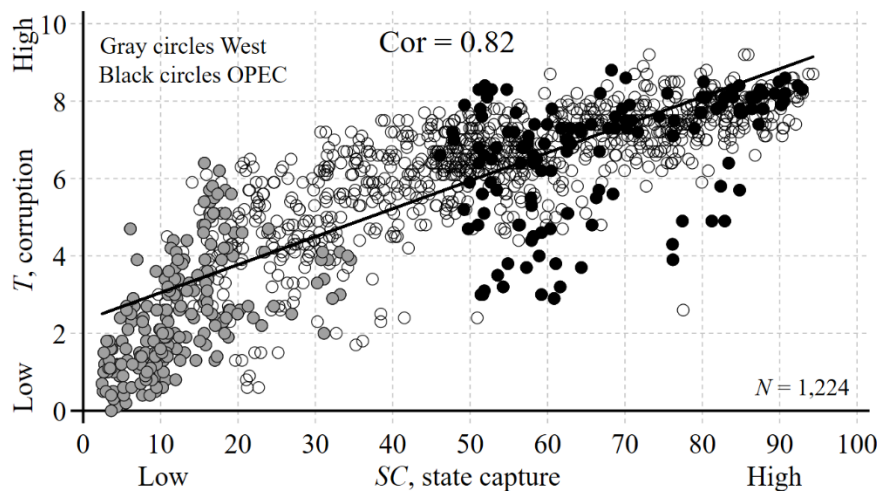 High
T, corruption
Low
10
8
6
4
2
0
Gray circles West
Black circles OPEC
Cor = 0.82
N = 1,224
0 10 20 30 40 50 60 70 80 90 100
Low SC, state capture High